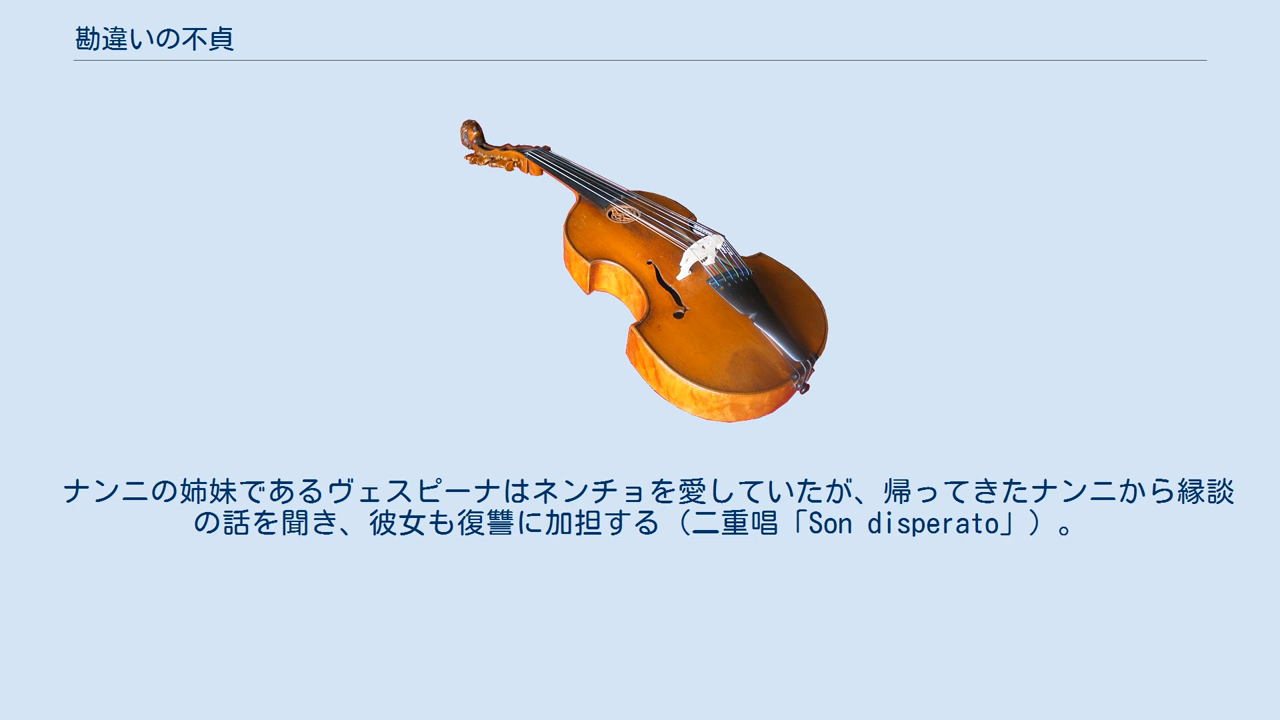 勘違いの不貞
ナンニの姉妹であるヴェスピーナはネンチョを愛していたが、帰ってきたナンニから縁談
の話を聞き、彼女も復讐に加担する（二重唱「Son disperato」）。